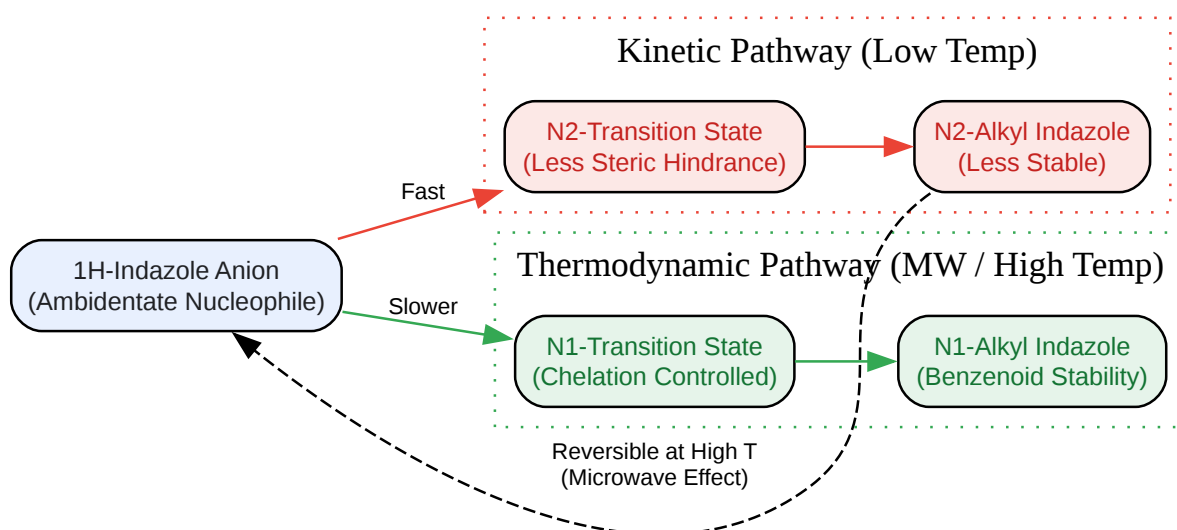 Kinetic Pathway (Low Temp)
N2-Transition State
(Less Steric Hindrance)
N2-Alkyl Indazole
(Less Stable)
Fast
1H-Indazole Anion
(Ambidentate Nucleophile)
Slower
Thermodynamic Pathway (MW / High Temp)
N1-Transition State
(Chelation Controlled)
N1-Alkyl Indazole
(Benzenoid Stability)
Reversible at High T
(Microwave Effect)